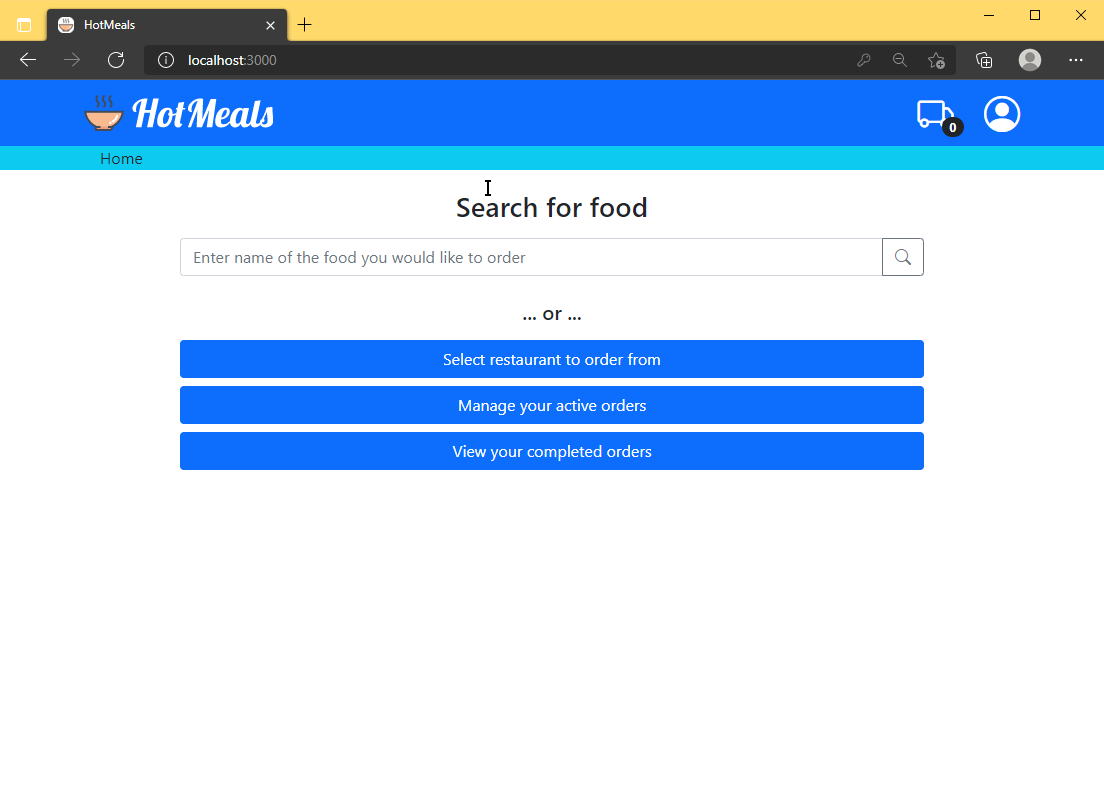 HotMeals
localhost:3000
HotMeals
0
Home
Search for food
Enter name of the food you would like to order
... or ...
Select restaurant to order from
Manage your active orders
View your completed orders